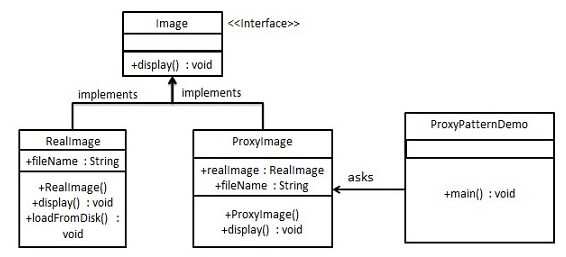 Image
<<Interface>>
+display() : void
implements
implements
RealImage
+fileName : String
+RealImage()
+display() : void
+loadFromDisk() :
void
ProxyImage
+realImage : RealImage
+fileName : String
+ProxyImage()
+display() : void
asks
ProxyPatternDemo
+main() : void